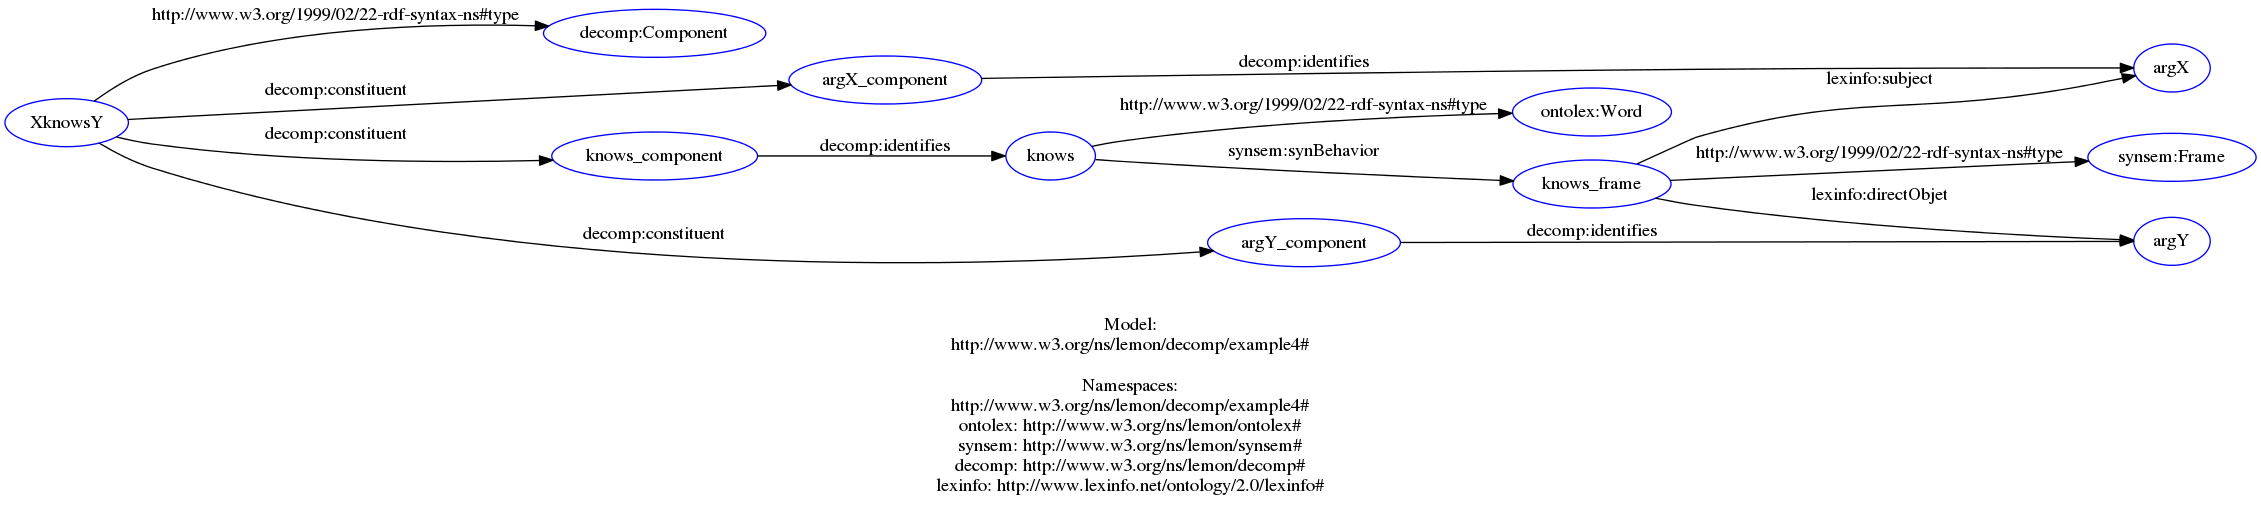 http://www.w3.org/1999/02/22-rdf-syntax-ns#type
decomp:Component
decomp:identifies
argX
lexinfo:subject
argX_component
decomp:constituent
http://www.w3.org/1999/02/22-rdf-syntax-ns#type
ontolex:Word
XknowsY
decomp:constituent
knows_component
decomp:identifies
knows
synsem:synBehavior
http://www.w3.org/1999/02/22-rdf-syntax-ns#type
synsem:Frame
knows_frame
lexinfo:directObjet
decomp:constituent
argY_component
decomp:identifies
argY
Model:
http://www.w3.org/ns/lemon/decomp/example4#
Namespaces:
http://www.w3.org/ns/lemon/decomp/example4#
ontolex: http://www.w3.org/ns/lemon/ontolex#
synsem: http://www.w3.org/ns/lemon/synsem#
decomp: http://www.w3.org/ns/lemon/decomp#
lexinfo: http://www.lexinfo.net/ontology/2.0/lexinfo#